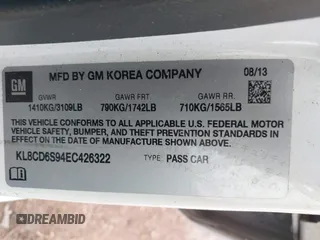 GM
MFD BY GM KOREA COMPANY
08/13
GVWR GAWR FRT GAWR RR.
1410KG/3109LB 790KG/1742LB 710KG/1565LB
THIS VEHICLE CONFORMS TO ALL APPLICABLE U.S. FEDERAL MOTOR
VEHICLE SAFETY, BUMPER, AND THEFT PREVENTION STANDARDS
IN EFFECT ON THE DATE OF MANUFACTURE SHOWN ABOVE.
KL8CD6S94EC426322 TYPE: PASS CAR
© DRIVEBIDDER